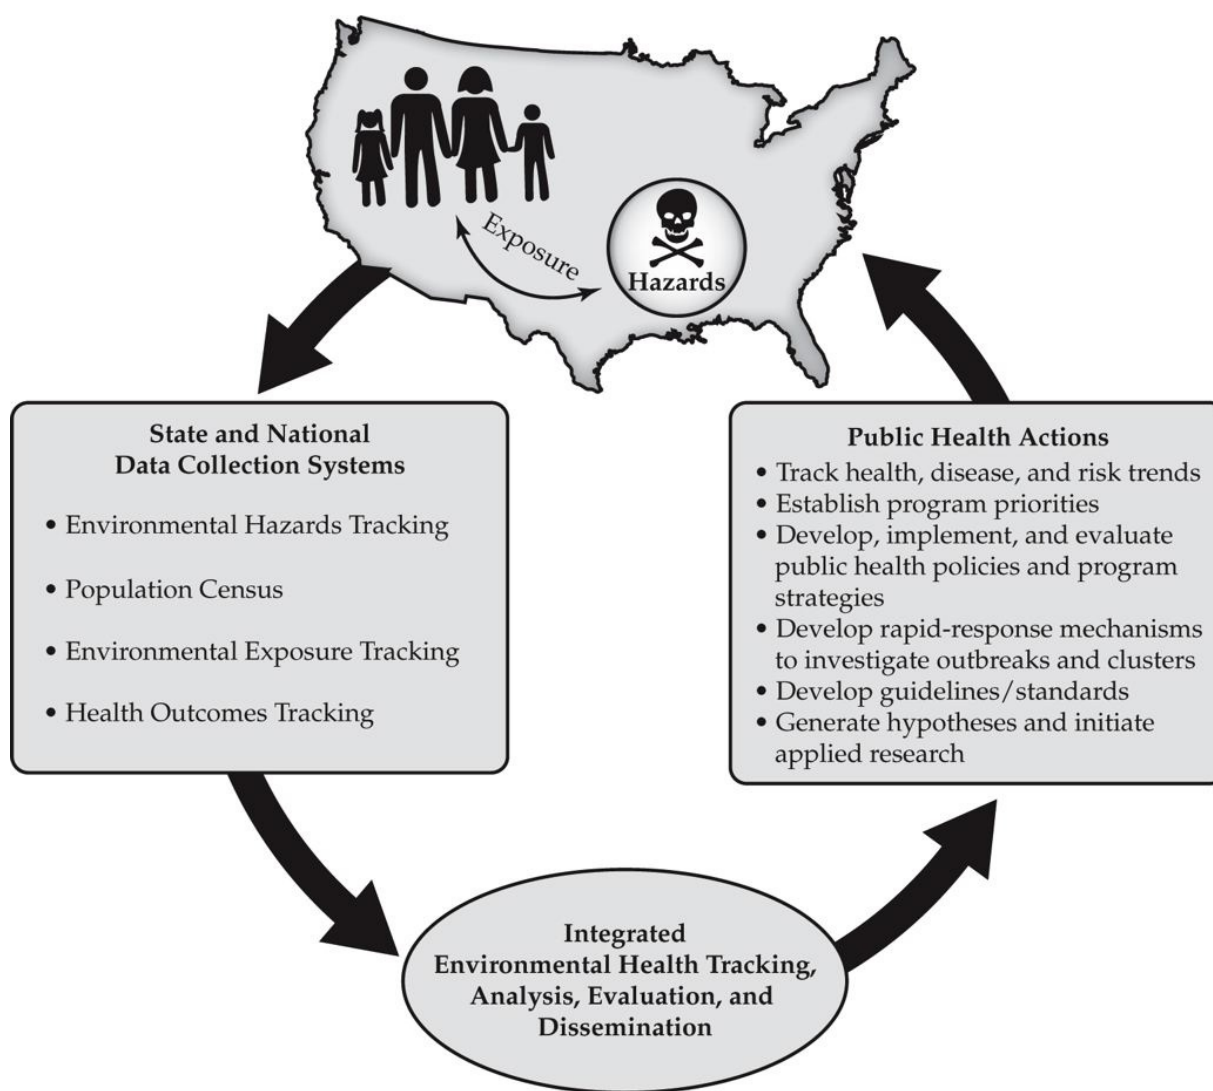 Exposure
Hazards
State and National
Data Collection Systems
• Environmental Hazards Tracking
• Population Census
• Environmental Exposure Tracking
• Health Outcomes Tracking
Public Health Actions
• Track health, disease, and risk trends
• Establish program priorities
• Develop, implement, and evaluate
public health policies and program
strategies
• Develop rapid-response mechanisms
to investigate outbreaks and clusters
• Develop guidelines/standards
• Generate hypotheses and initiate
applied research
Integrated
Environmental Health Tracking,
Analysis, Evaluation, and
Dissemination